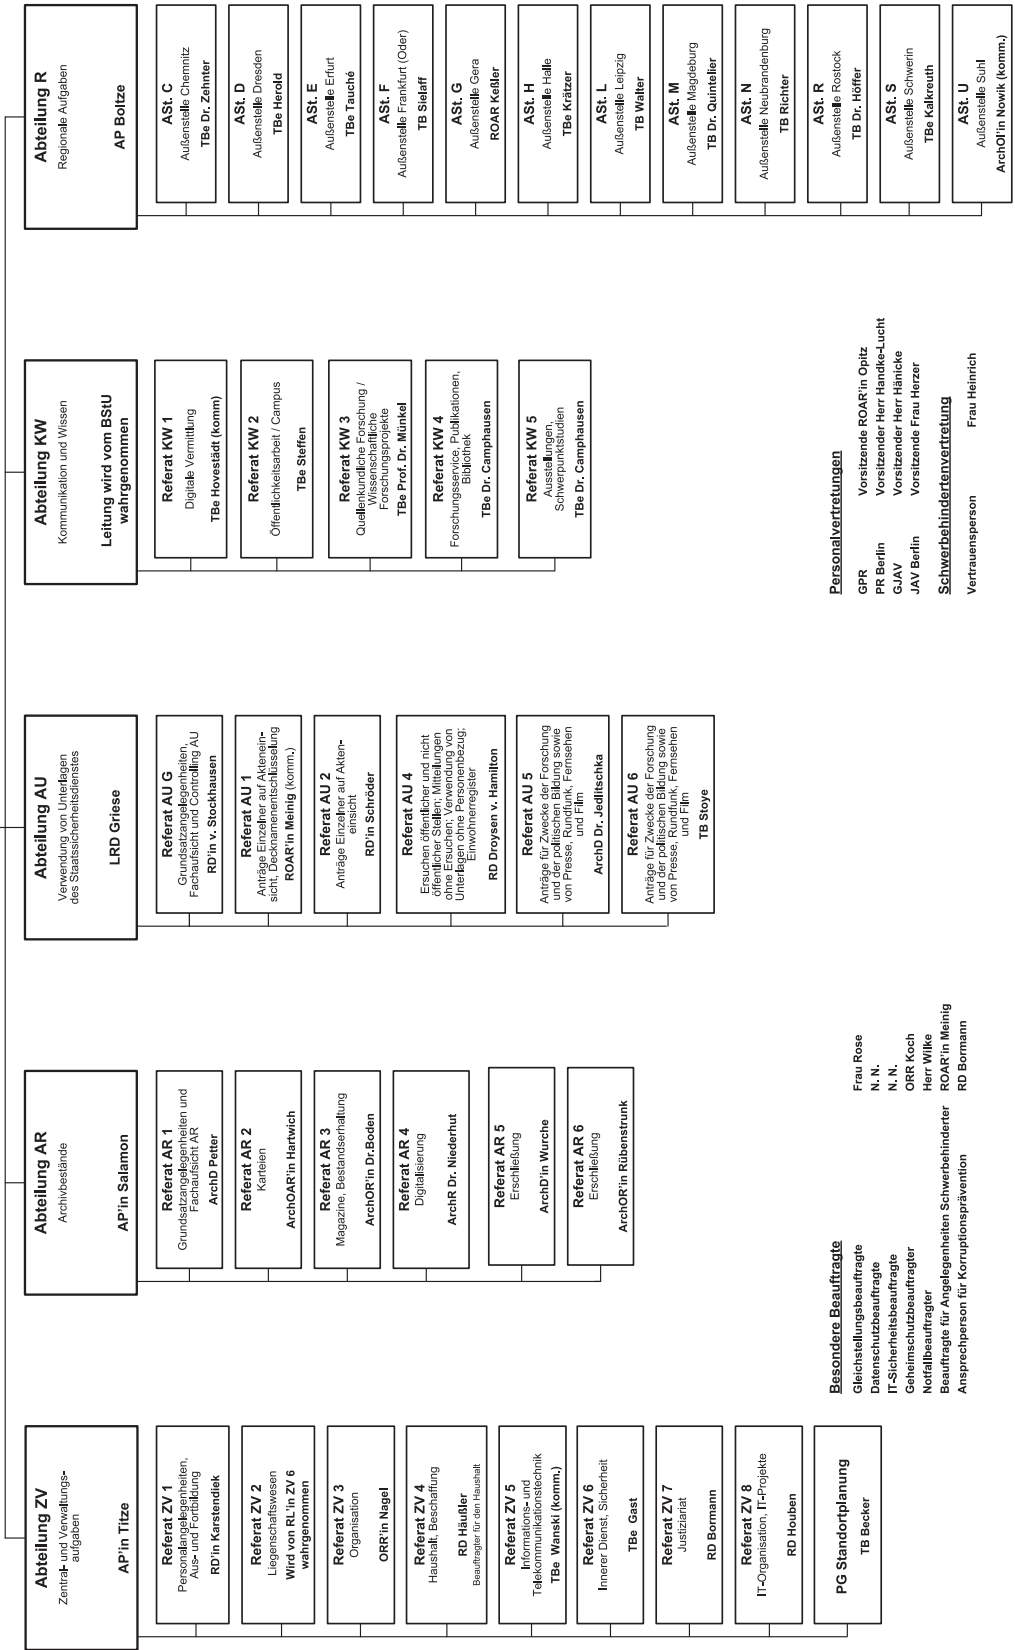 Abteilung ZV
Zentral- und Verwaltungs-
aufgaben
AP'in Titze
Referat ZV 1
Personalangelegenheiten,
Aus- und Fortbildung
RD'in Karstendiek
Referat ZV 2
Liegenschaftswesen
Wird von RL'in ZV 6
wahrgenommen
Referat ZV 3
Organisation
ORR'in Nagel
Referat ZV 4
Haushalt, Beschaffung
RD Häußler
Beauftragter für den Haushalt
Referat ZV 5
Informations- und
Telekommunikationstechnik
TBe Wanski (komm.)
Referat ZV 6
Innerer Dienst, Sicherheit
TBe Gast
Referat ZV 7
Justiziariat
RD Bormann
Referat ZV 8
IT-Organisation, IT-Projekte
RD Houben
PG Standortplanung
TB Becker
Abteilung AR
Archivbestände
AP'in Salamon
Referat AR 1
Grundsatzangelegenheiten und
Fachaufsicht AR
ArchD Petter
Referat AR 2
Karteien
ArchOAR'in Hartwich
Referat AR 3
Magazine, Bestandserhaltung
ArchOR'in Dr.Boden
Referat AR 4
Digitalisierung
ArchR Dr. Niederhut
Referat AR 5
Erschließung
ArchD'in Wurche
Referat AR 6
Erschließung
ArchOR'in Rübenstrunk
Abteilung AU
Verwendung von Unterlagen
des Staatssicherheitsdienstes
LRD Griese
Referat AU G
Grundsatzangelegenheiten,
Fachaufsicht und Controlling AU
RD'in v. Stockhausen
Referat AU 1
Anträge Einzelner auf Aktenein-
sicht, Decknamentschlüsselung
ROAR'in Meinig (komm.)
Referat AU 2
Anträge Einzelner auf Akten-
einsicht
RD'in Schröder
Referat AU 4
Ersuchen öffentlicher und nicht
öffentlicher Stellen; Mitteilungen
ohne Ersuchen; Verwendung von
Unterlagen ohne Personenbezug;
Einwohnerregister
RD Droysen v. Hamilton
Referat AU 5
Anträge für Zwecke der Forschung
und der politischen Bildung sowie
von Presse, Rundfunk, Fernsehen
und Film
ArchD Dr. Jedlitschka
Referat AU 6
Anträge für Zwecke der Forschung
und der politischen Bildung sowie
von Presse, Rundfunk, Fernsehen
und Film
TB Stoye
Abteilung KW
Kommunikation und Wissen
Leitung wird vom BStU
wahrgenommen
Referat KW 1
Digitale Vermittlung
TBe Hovestädt (komm)
Referat KW 2
Öffentlichkeitsarbeit / Campus
TBe Steffen
Referat KW 3
Quellenkundliche Forschung /
Wissenschaftliche
Forschungsprojekte
TBe Prof. Dr. Münkel
Referat KW 4
Forschungsservice, Publikationen,
Bibliothek
TBe Dr. Camphausen
Referat KW 5
Ausstellungen,
Schwerpunktstudien
TBe Dr. Camphausen
Abteilung R
Regionale Aufgaben
AP Boltze
ASt. C
Außenstelle Chemnitz
TBe Dr. Zehnter
ASt. D
Außenstelle Dresden
TBe Herold
ASt. E
Außenstelle Erfurt
TBe Tauché
ASt. F
Außenstelle Frankfurt (Oder)
TB Sielaff
ASt. G
Außenstelle Gera
ROAR Keßler
ASt. H
Außenstelle Halle
TBe Krätzer
ASt. L
Außenstelle Leipzig
TB Walter
ASt. M
Außenstelle Magdeburg
TB Dr. Quintelier
ASt. N
Außenstelle Neubrandenburg
TB Richter
ASt. R
Außenstelle Rostock
TB Dr. Höffer
ASt. S
Außenstelle Schwerin
TBe Kalkreuth
ASt. U
Außenstelle Suhl
ArchOI'in Nowik (komm.)
Besondere Beauftragte
Gleichstellungsbeauftragte Frau Rose
Datenschutzbeauftragte N. N.
IT-Sicherheitsbeauftragte N. N.
Geheimschutzbeauftragter ORR Koch
Notfallbeauftragter Herr Wilke
Beauftragte für Angelegenheiten Schwerbehinderter ROAR'in Meinig
Ansprechperson für Korruptionsprävention RD Bormann
Personalvertretungen
GPR Vorsitzende ROAR'in Opitz
PR Berlin Vorsitzender Herr Handke-Lucht
GJAV Vorsitzender Herr Hänicke
JAV Berlin Vorsitzende Frau Herzer
Schwerbehindertenvertretung
Vertrauensperson Frau Heinrich